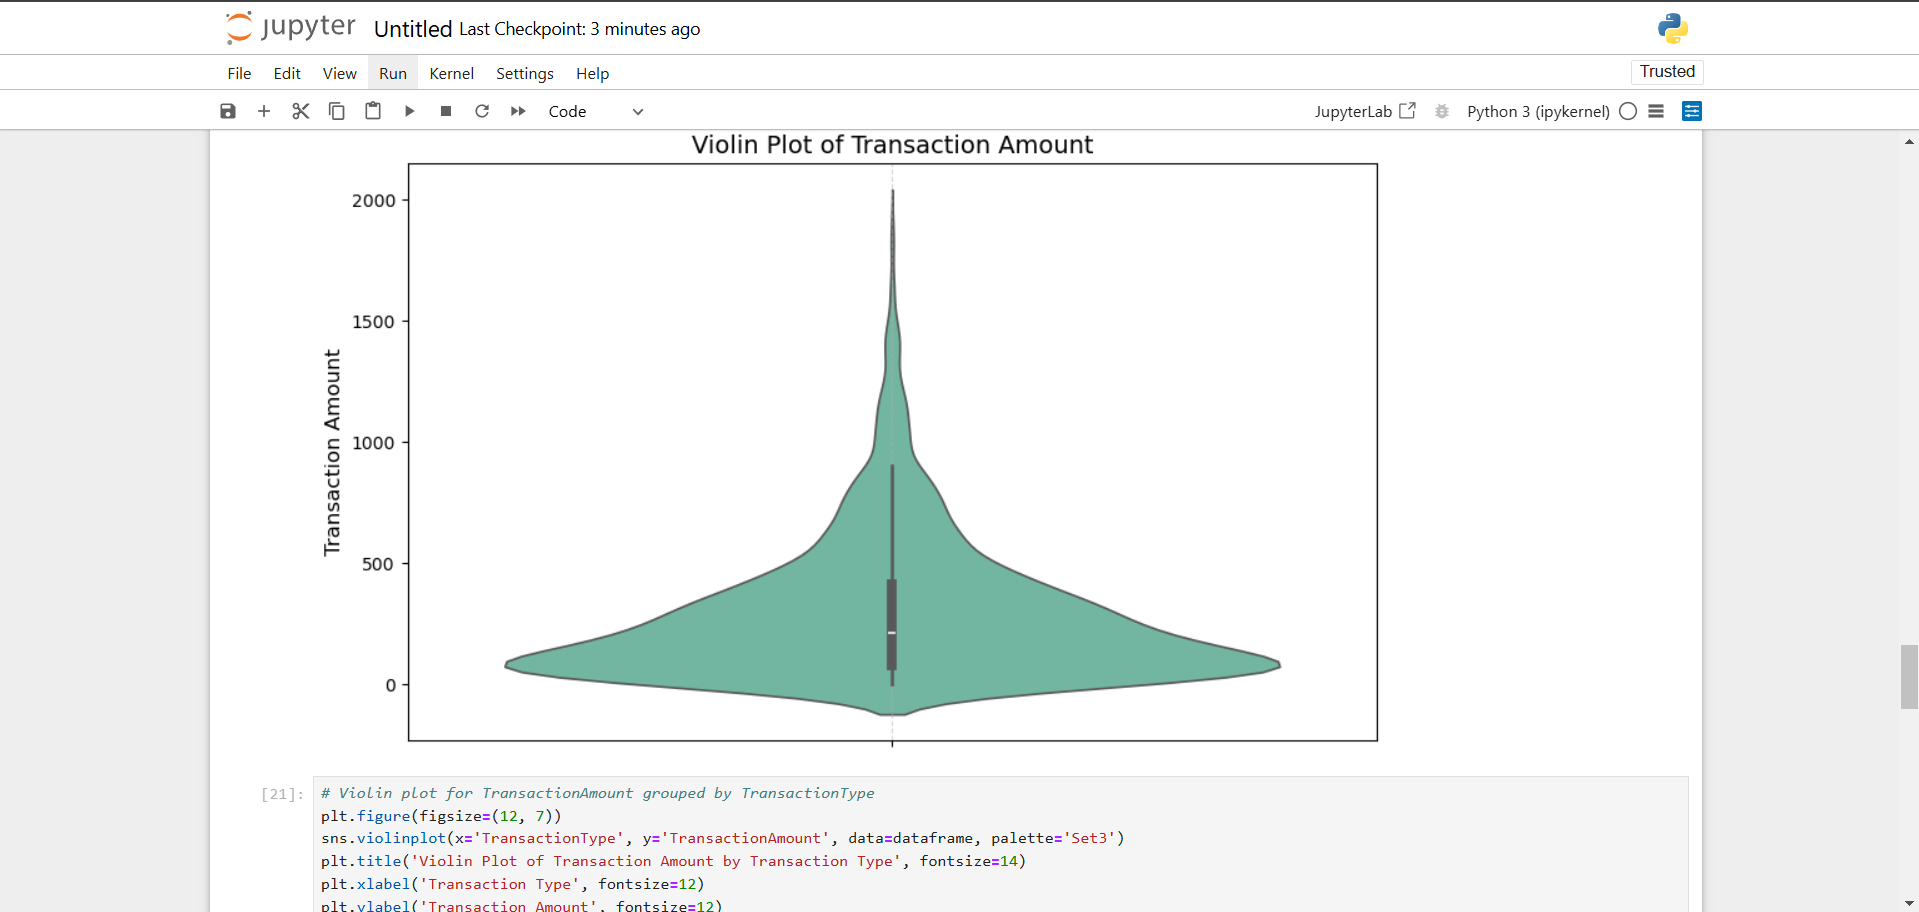 jupyter Untitled Last Checkpoint: 3 minutes ago
File Edit View Run Kernel Settings Help Trusted
Code JupyterLab Python 3 (ipykernel)
Violin Plot of Transaction Amount
2000
1500
1000
500
0
Transaction Amount
[21]: # Violin plot for TransactionAmount grouped by TransactionType
plt.figure(figsize=(12, 7))
sns.violinplot(x='TransactionType', y='TransactionAmount', data=dataframe, palette='Set3')
plt.title('Violin Plot of Transaction Amount by Transaction Type', fontsize=14)
plt.xlabel('Transaction Type', fontsize=12)
plt.ylabel('Transaction Amount', fontsize=12)